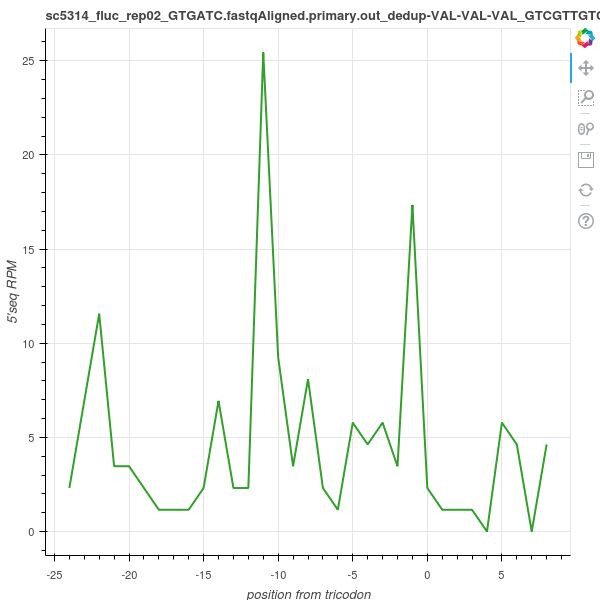 sc5314_fluc_rep02_GTGATC.fastqAligned.primary.out_dedup-VAL-VAL-VAL_GTCGTTGTC
25
20
15
10
5
0
5'seq RPM
-25 -20 -15 -10 -5 0 5
position from tricodon